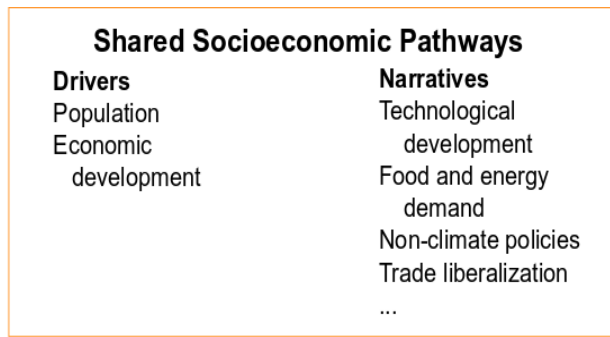 Shared Socioeconomic Pathways
Drivers
Population
Economic
development
Narratives
Technological
development
Food and energy
demand
Non-climate policies
Trade liberalization
...